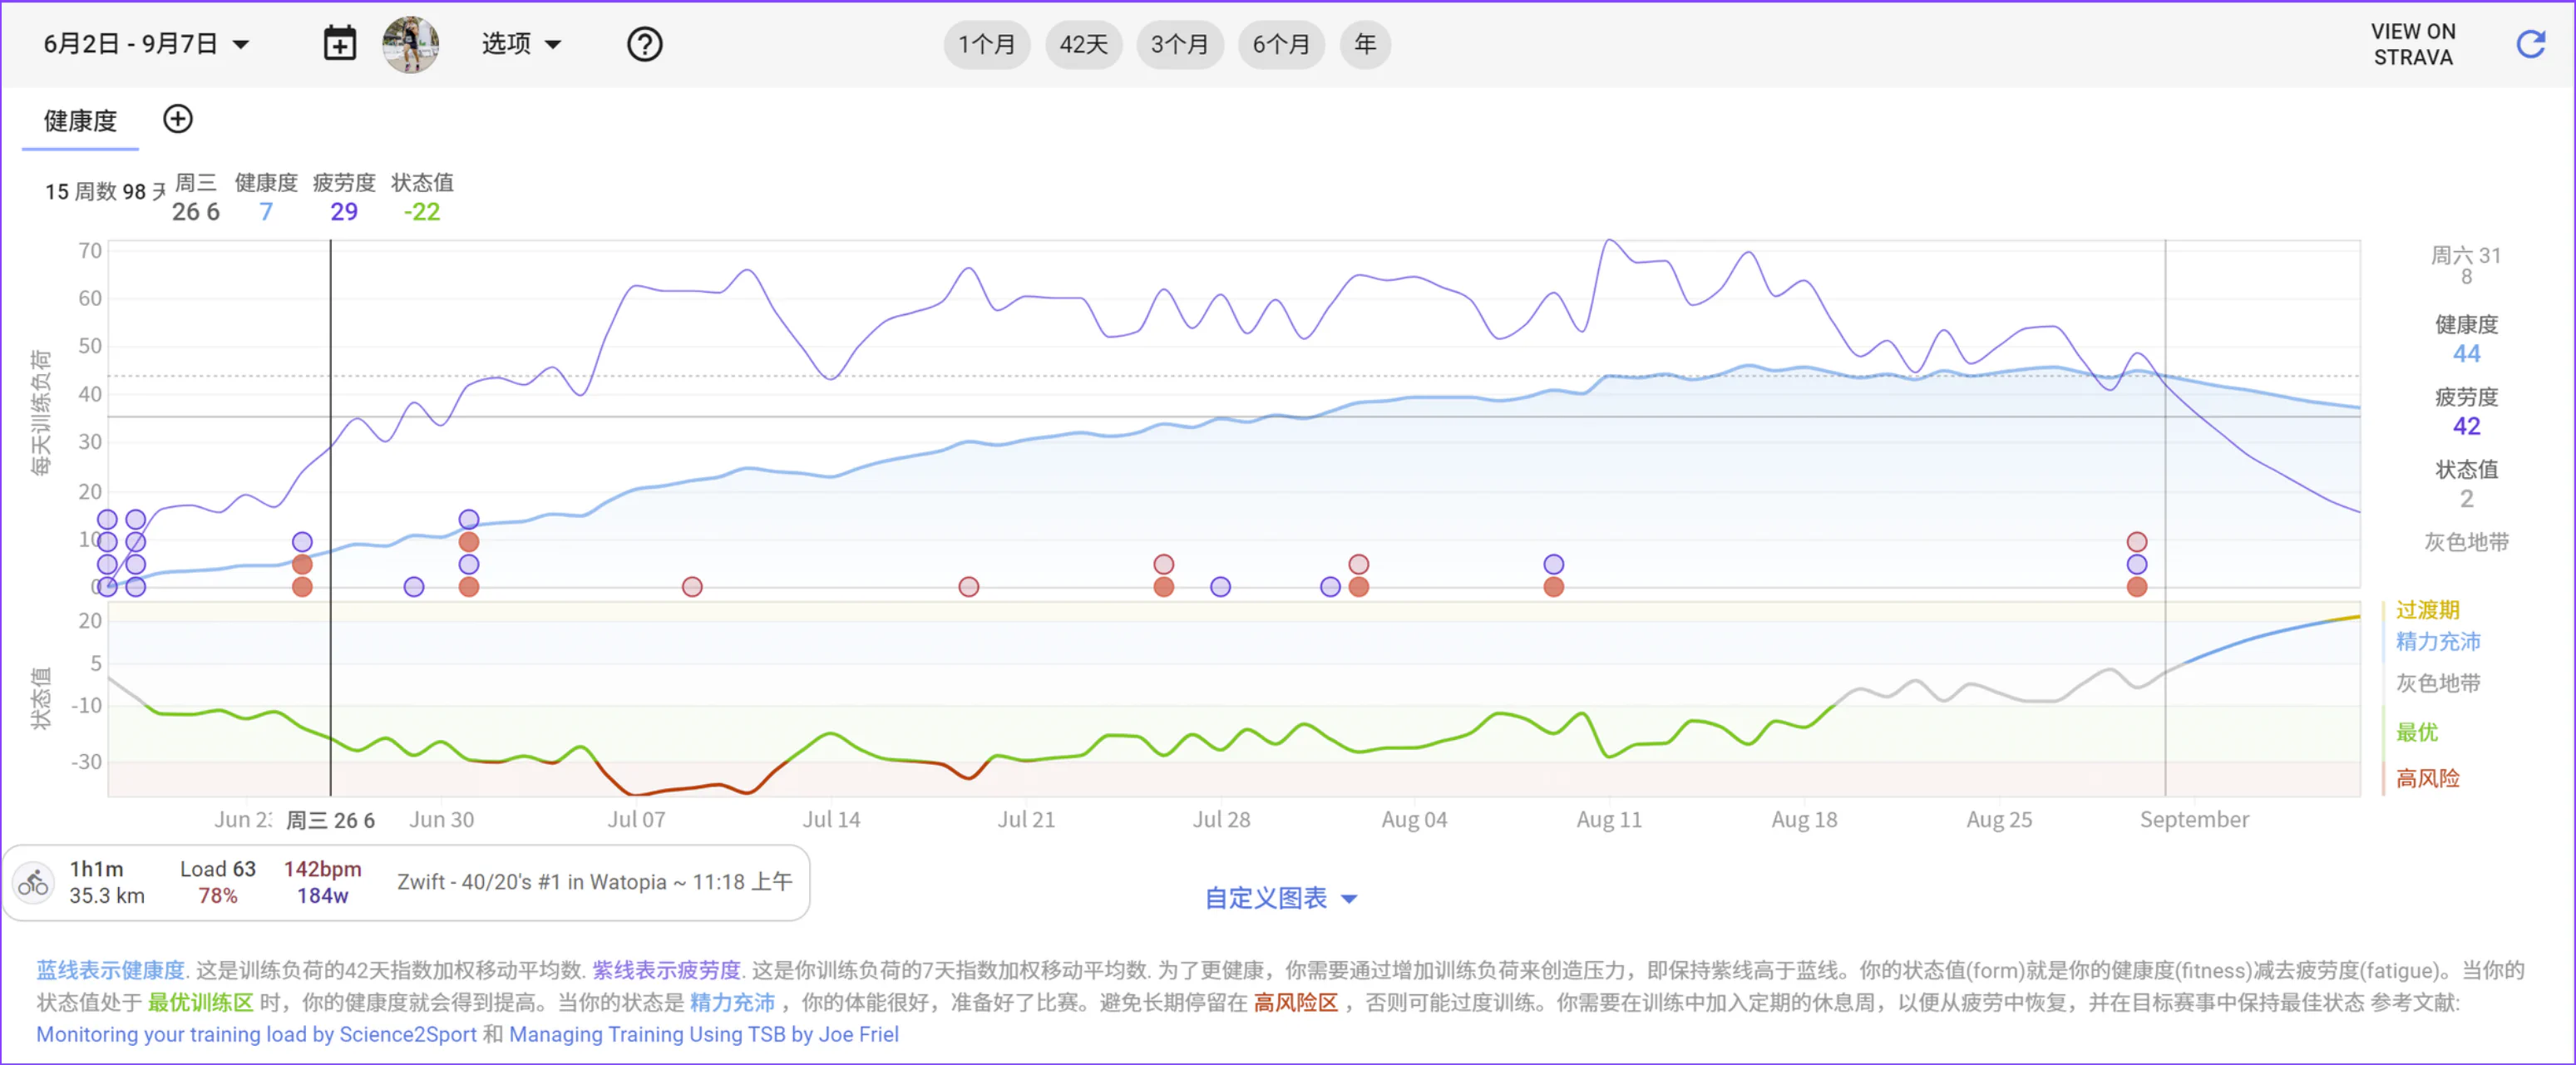 6月2日 - 9月7日
选项
1个月
42天
3个月
6个月
年
VIEW ON
STRAVA
健康度
15 周数 98 天
周三 健康度 疲劳度 状态值
26 6 7 29 -22
每天训练负荷
70
60
50
40
30
20
10
0
周六 31
8
健康度
44
疲劳度
42
状态值
2
灰色地带
状态值
20
5
-10
-30
过渡期
精力充沛
灰色地带
最优
高风险
Jun 23 周三 26 6 Jun 30 Jul 07 Jul 14 Jul 21 Jul 28 Aug 04 Aug 11 Aug 18 Aug 25 September
1h1m Load 63 142bpm
35.3 km 78% 184w
Zwift - 40/20's #1 in Watopia ~ 11:18 上午
自定义图表
蓝线表示健康度. 这是训练负荷的42天指数加权移动平均数. 紫线表示疲劳度. 这是你训练负荷的7天指数加权移动平均数. 为了更健康，你需要通过增加训练负荷来创造压力，即保持紫线高于蓝线。你的状态值(form)就是你的健康度(fitness)减去疲劳度(fatigue)。当你的
状态值处于 最优训练区 时，你的健康度就会得到提高。当你的状态是 精力充沛 ，你的体能很好，准备好了比赛。避免长期停留在 高风险区 ，否则可能过度训练。你需要在训练中加入定期的休息周，以便从疲劳中恢复，并在目标赛事中保持最佳状态 参考文献:
Monitoring your training load by Science2Sport 和 Managing Training Using TSB by Joe Friel